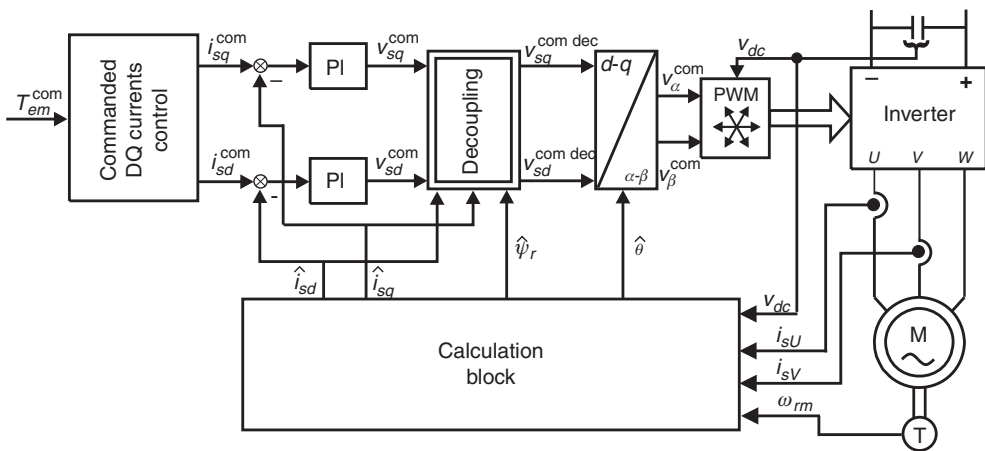 T_em^com
Commanded
DQ currents
control
i_sq^com
i_sd^com
−
-
PI
PI
v_sq^com
v_sd^com
Decoupling
v_sq^com dec
v_sd^com dec
d-q
α-β
v_α^com
v_β^com
v_dc
PWM
− +
Inverter
U V W
î_sd
î_sq
ψ̂_r
θ̂
Calculation
block
v_dc
i_sU
i_sV
ω_rm
M
T